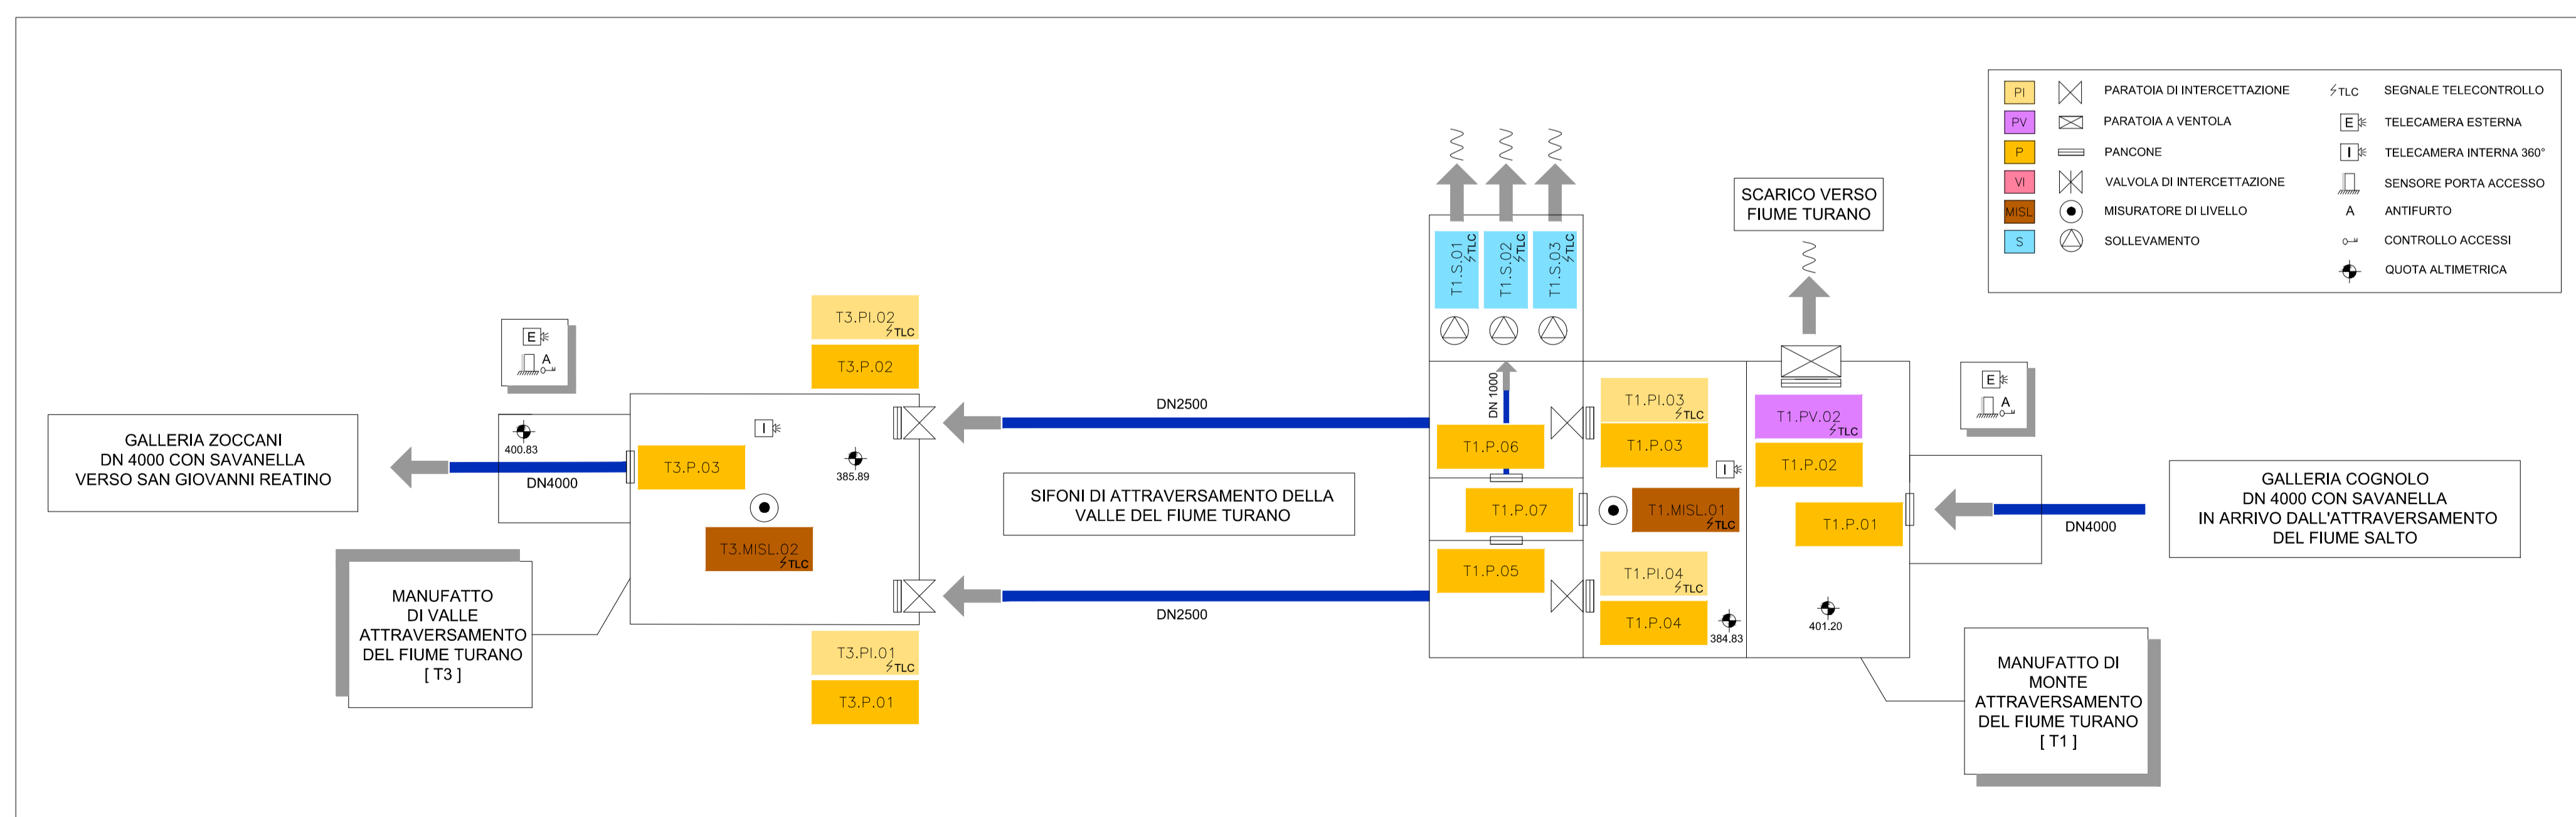 PI PARATOIA DI INTERCETTAZIONE
PV PARATOIA A VENTOLA
P PANCONE
VI VALVOLA DI INTERCETTAZIONE
MISL MISURATORE DI LIVELLO
S SOLLEVAMENTO
TLC SEGNALE TELECONTROLLO
E TELECAMERA ESTERNA
I TELECAMERA INTERNA 360°
SENSORE PORTA ACCESSO
A ANTIFURTO
CONTROLLO ACCESSI
QUOTA ALTIMETRICA
SCARICO VERSO
FIUME TURANO
T1.S.01
TLC
T1.S.02
TLC
T1.S.03
TLC
T3.PI.02
TLC
T3.P.02
E
A
GALLERIA ZOCCANI
DN 4000 CON SAVANELLA
VERSO SAN GIOVANNI REATINO
400.83
DN4000
I
T3.P.03
385.89
T3.MISL.02
TLC
MANUFATTO
DI VALLE
ATTRAVERSAMENTO
DEL FIUME TURANO
[ T3 ]
T3.PI.01
TLC
T3.P.01
DN2500
SIFONI DI ATTRAVERSAMENTO DELLA
VALLE DEL FIUME TURANO
DN2500
DN 1000
T1.P.06
T1.P.07
T1.P.05
T1.PI.03
TLC
T1.P.03
I
T1.MISL.01
TLC
T1.PI.04
TLC
T1.P.04
384.83
T1.PV.02
TLC
T1.P.02
T1.P.01
401.20
E
A
DN4000
GALLERIA COGNOLO
DN 4000 CON SAVANELLA
IN ARRIVO DALL'ATTRAVERSAMENTO
DEL FIUME SALTO
MANUFATTO DI
MONTE
ATTRAVERSAMENTO
DEL FIUME TURANO
[ T1 ]